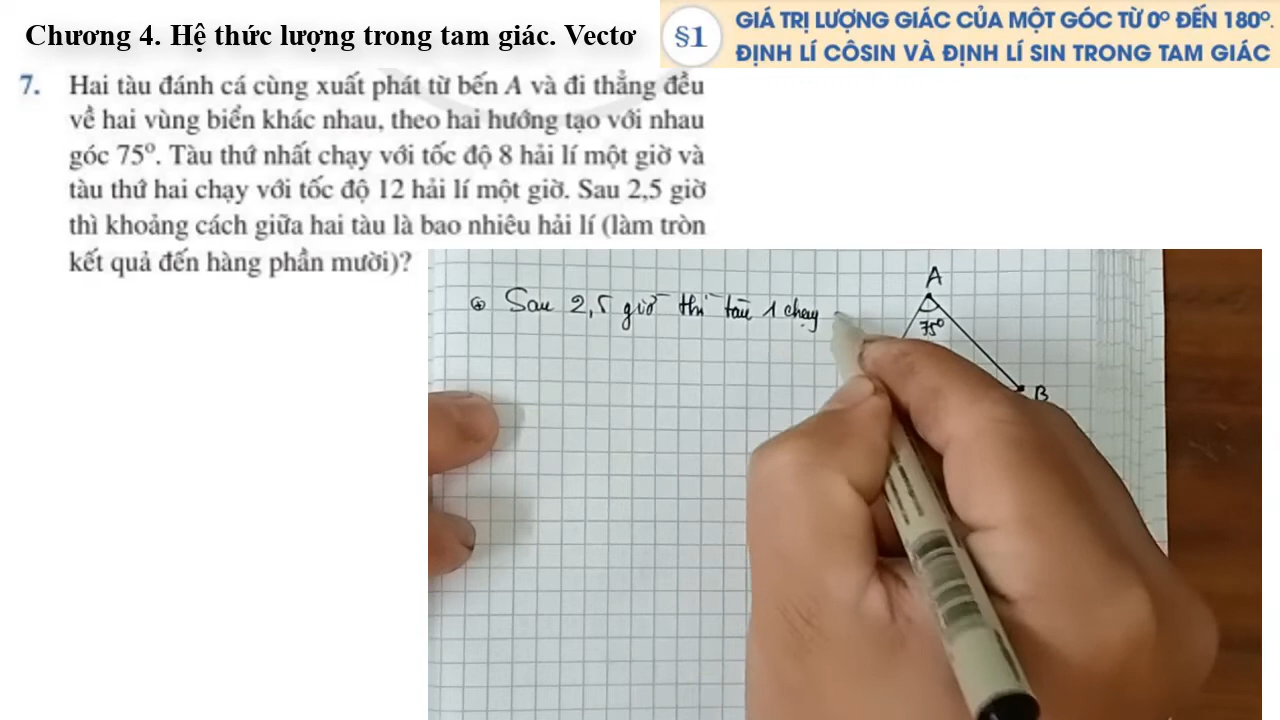 Chương 4. Hệ thức lượng trong tam giác. Vectơ
§1
GIÁ TRỊ LƯỢNG GIÁC CỦA MỘT GÓC TỪ 0º ĐẾN 180º.
ĐỊNH LÍ CÔSIN VÀ ĐỊNH LÍ SIN TRONG TAM GIÁC
7. Hai tàu đánh cá cùng xuất phát từ bến A và đi thẳng đều
về hai vùng biển khác nhau, theo hai hướng tạo với nhau
góc 75º. Tàu thứ nhất chạy với tốc độ 8 hải lí một giờ và
tàu thứ hai chạy với tốc độ 12 hải lí một giờ. Sau 2,5 giờ
thì khoảng cách giữa hai tàu là bao nhiêu hải lí (làm tròn
kết quả đến hàng phần mười)?
A
Sau 2,5 giờ thì tàu 1 chạy
75º
B